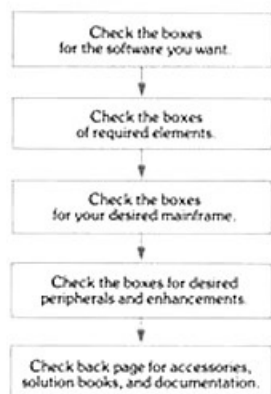 Check the boxes
for the software you want.
Check the boxes
of required elements.
Check the boxes
for your desired mainframe.
Check the boxes for desired
peripherals and enhancements.
Check back page for accessories,
solution books, and documentation.